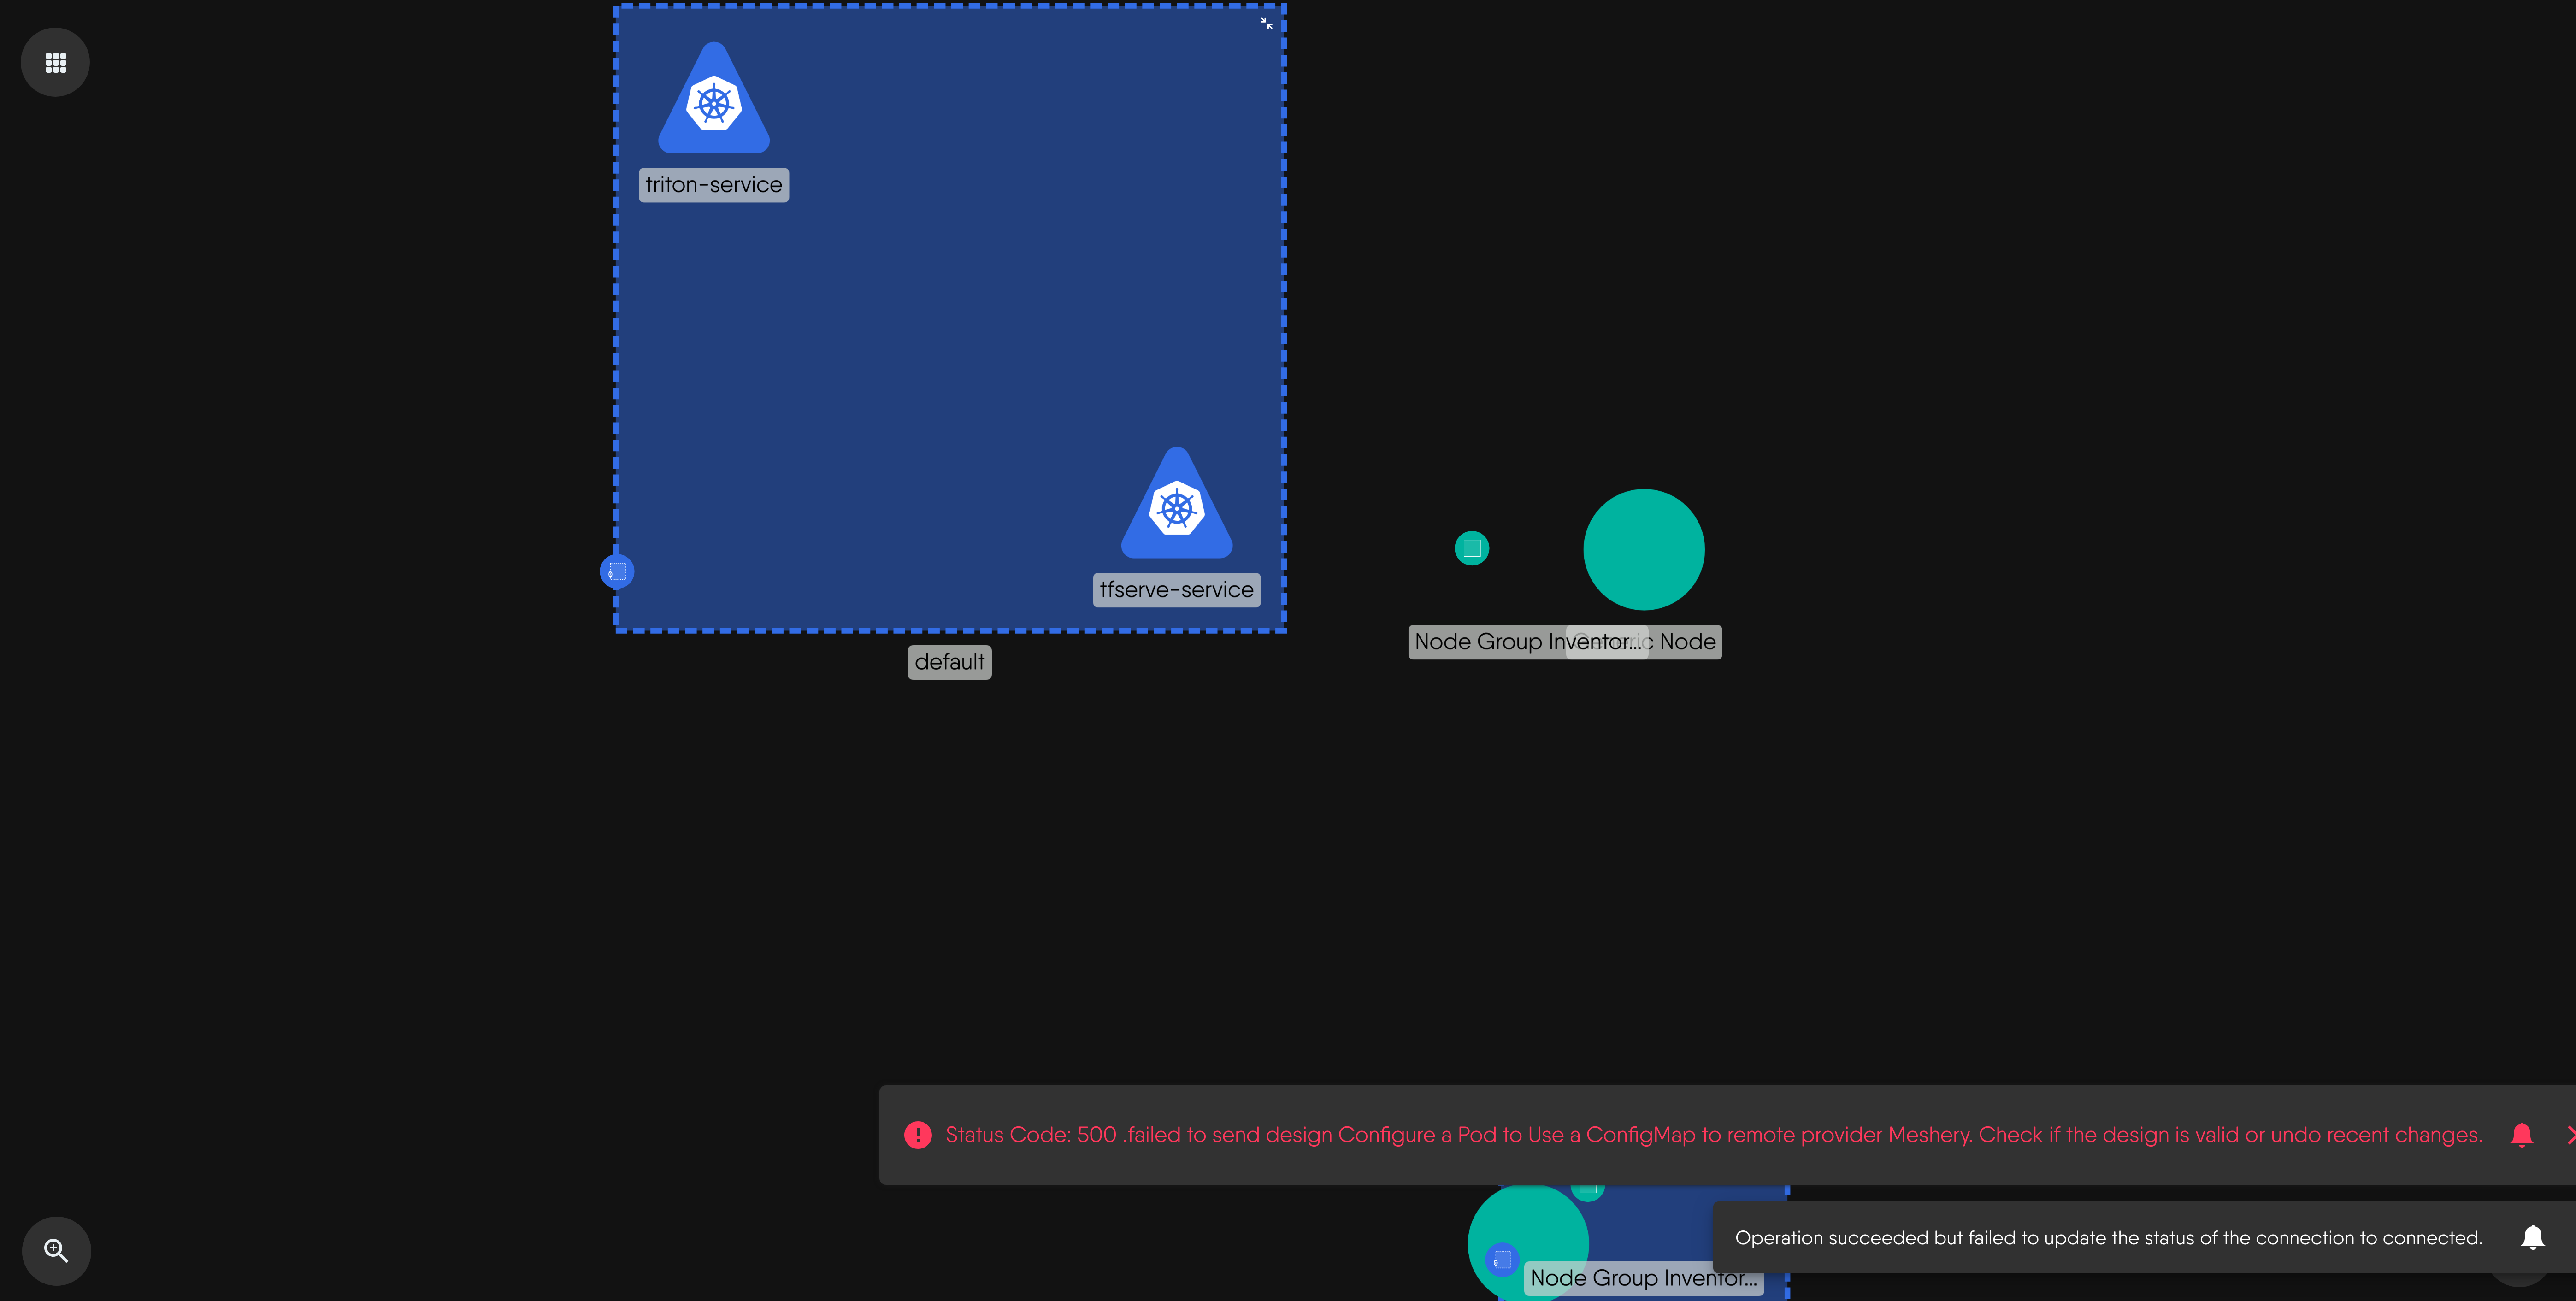 triton-service
tfserve-service
default
Node Group Inventor...
c Node
Status Code: 500 .failed to send design Configure a Pod to Use a ConfigMap to remote provider Meshery. Check if the design is valid or undo recent changes.
Operation succeeded but failed to update the status of the connection to connected.
Node Group Inventor...